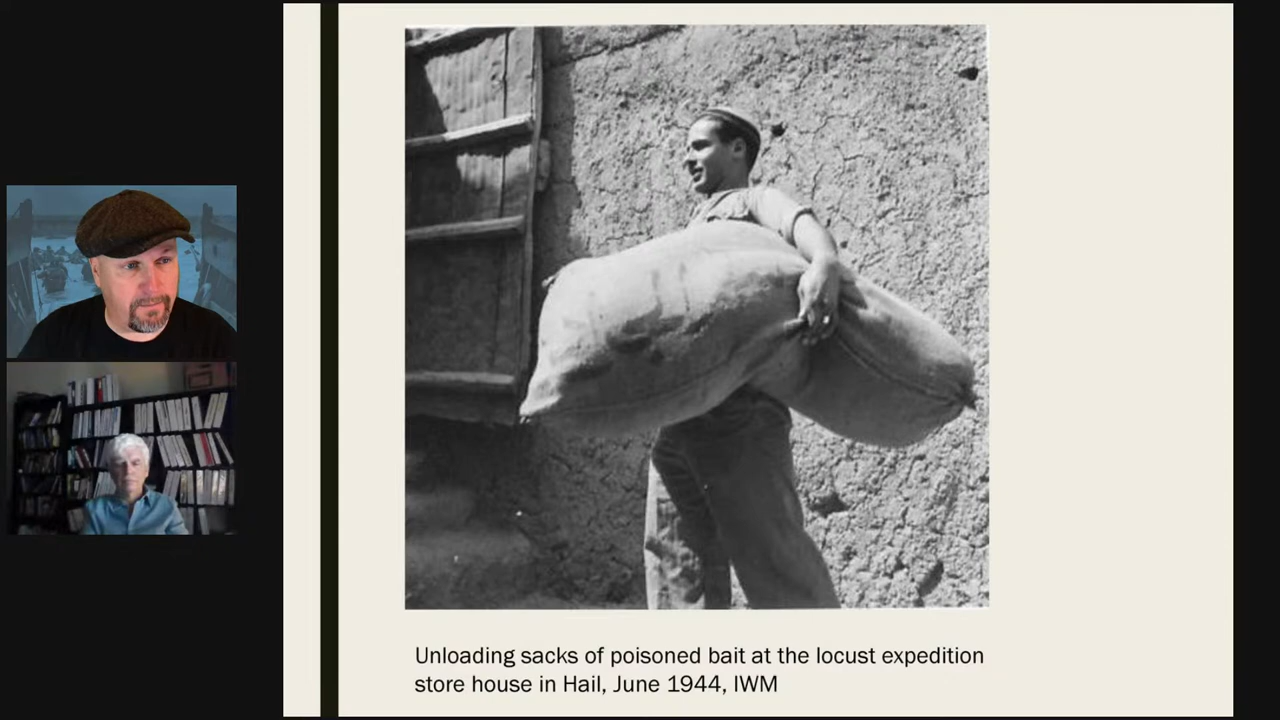 Unloading sacks of poisoned bait at the locust expedition
store house in Hail, June 1944, IWM